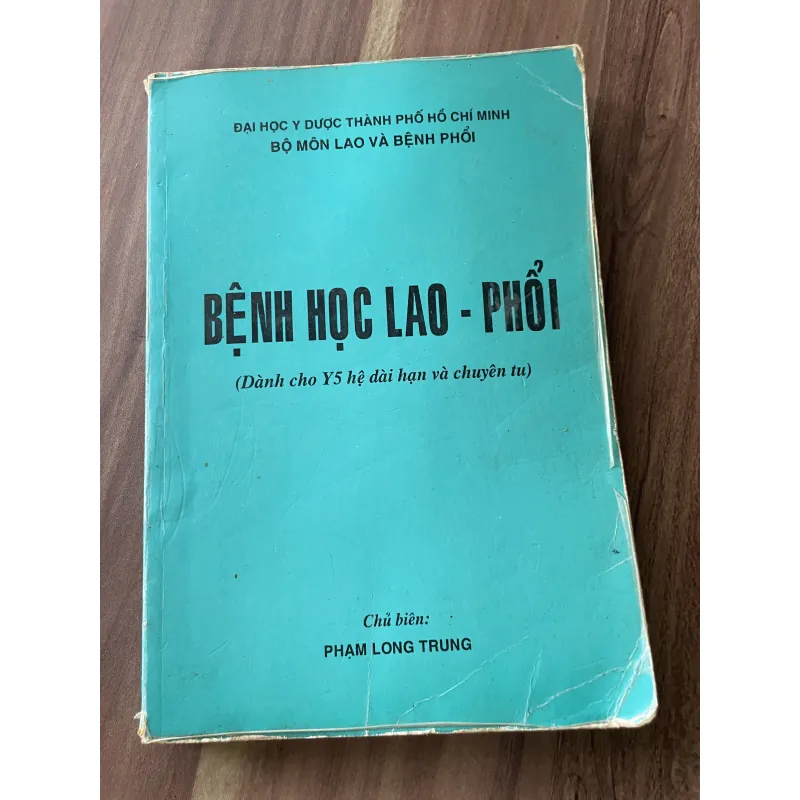 ĐẠI HỌC Y DƯỢC THÀNH PHỐ HỒ CHÍ MINH
BỘ MÔN LAO VÀ BỆNH PHỔI
BỆNH HỌC LAO - PHỔI
(Dành cho Y5 hệ dài hạn và chuyên tu)
Chủ biên:
PHẠM LONG TRUNG